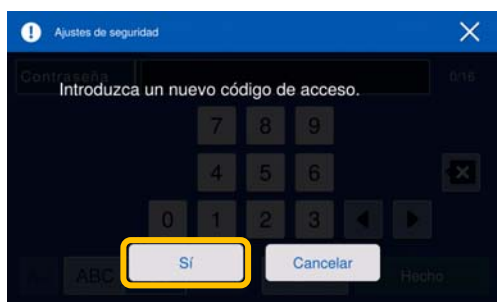 Ajustes de seguridad
Contraseña 0/16
Introduzca un nuevo código de acceso.
7 8 9
4 5 6
0 1 2 3
Sí Cancelar
ABC Hecho